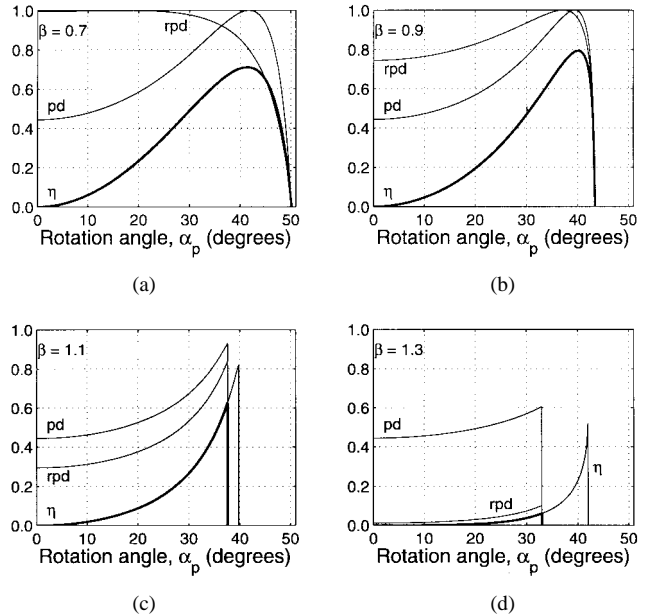 1.0
β = 0.7
rpd
0.8
0.6
pd
0.4
0.2
η
0.0
0 10 20 30 40 50
Rotation angle, αp (degrees)
(a)
1.0
β = 0.9
0.8
rpd
0.6
pd
0.4
0.2
η
0.0
0 10 20 30 40 50
Rotation angle, αp (degrees)
(b)
1.0
β = 1.1
0.8
0.6
pd
0.4
rpd
0.2
η
0.0
0 10 20 30 40 50
Rotation angle, αp (degrees)
(c)
1.0
β = 1.3
0.8
0.6
pd
0.4
η
0.2
rpd
0.0
0 10 20 30 40 50
Rotation angle, αp (degrees)
(d)